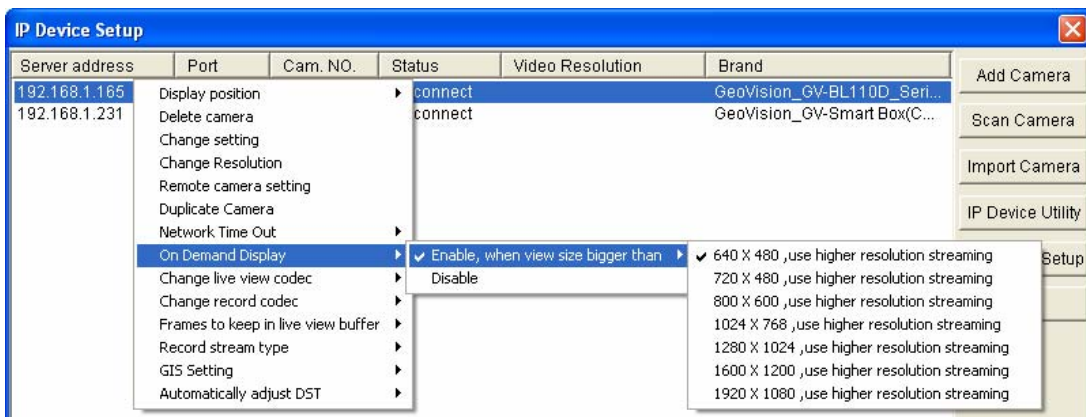 IP Device Setup
Server address Port Cam. NO. Status Video Resolution Brand
192.168.1.165 connect GeoVision_GV-BL110D_Seri...
192.168.1.231 connect GeoVision_GV-Smart Box(C...
Display position
Delete camera
Change setting
Change Resolution
Remote camera setting
Duplicate Camera
Network Time Out
On Demand Display
Change live view codec
Change record codec
Frames to keep in live view buffer
Record stream type
GIS Setting
Automatically adjust DST
Enable, when view size bigger than
Disable
640 X 480 ,use higher resolution streaming
720 X 480 ,use higher resolution streaming
800 X 600 ,use higher resolution streaming
1024 X 768 ,use higher resolution streaming
1280 X 1024 ,use higher resolution streaming
1600 X 1200 ,use higher resolution streaming
1920 X 1080 ,use higher resolution streaming
Add Camera
Scan Camera
Import Camera
IP Device Utility
Setup